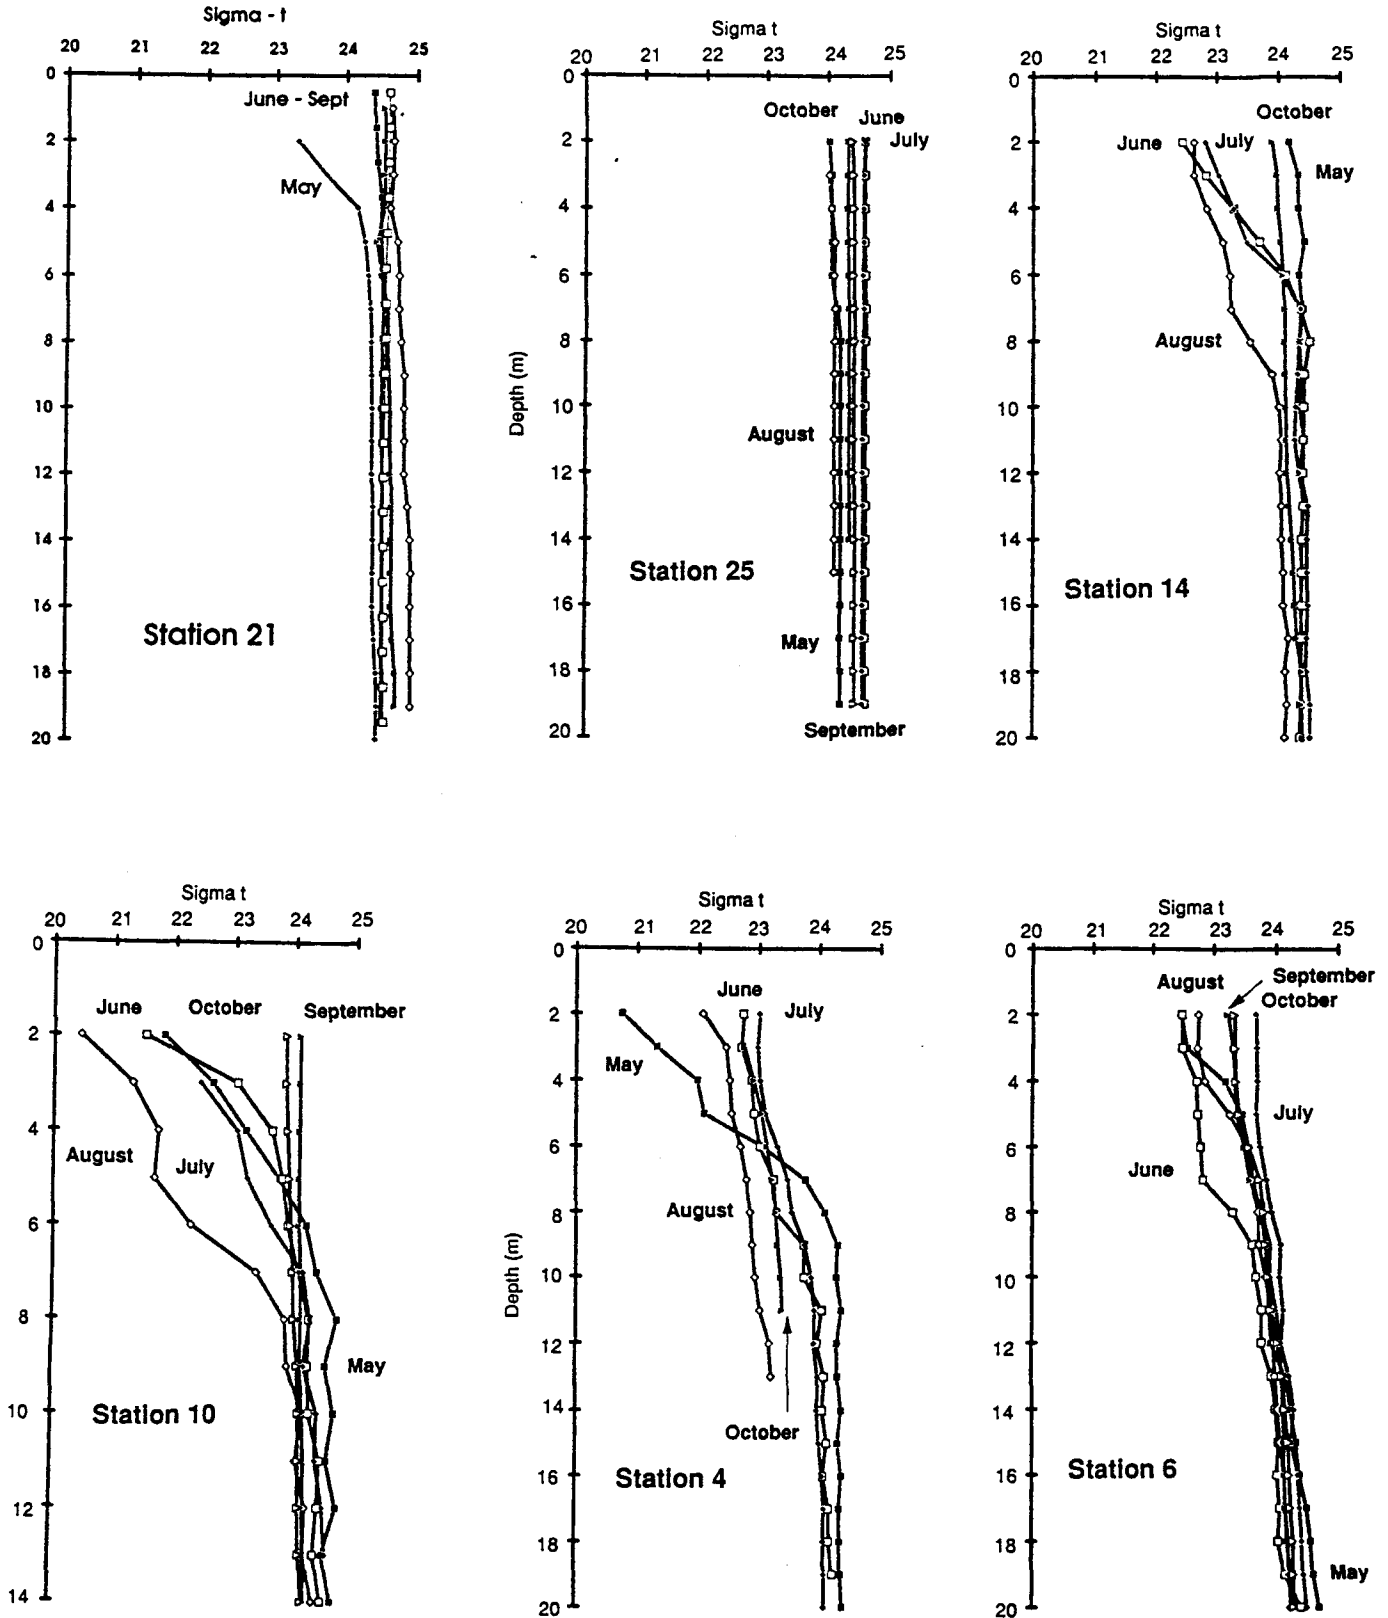 Sigma - t
20 21 22 23 24 25
0
June - Sept
2
May
4
6
8
10
12
14
16
Station 21
18
20
Sigma t
20 21 22 23 24 25
0
October
June
2
July
4
6
8
Depth (m)
10
August
12
14
Station 25
16
May
18
September
20
Sigma t
20 21 22 23 24 25
0
October
2
June
July
May
4
6
8
August
10
12
14
Station 14
16
18
20
Sigma t
20 21 22 23 24 25
0
June
October
September
2
4
August
July
6
8
May
10
Station 10
12
14
Sigma t
20 21 22 23 24 25
0
June
2
July
May
4
6
8
August
Depth (m)
10
12
14
October
16
Station 4
18
20
Sigma t
20 21 22 23 24 25
0
August
September
October
2
4
July
6
June
8
10
12
14
16
Station 6
18
May
20